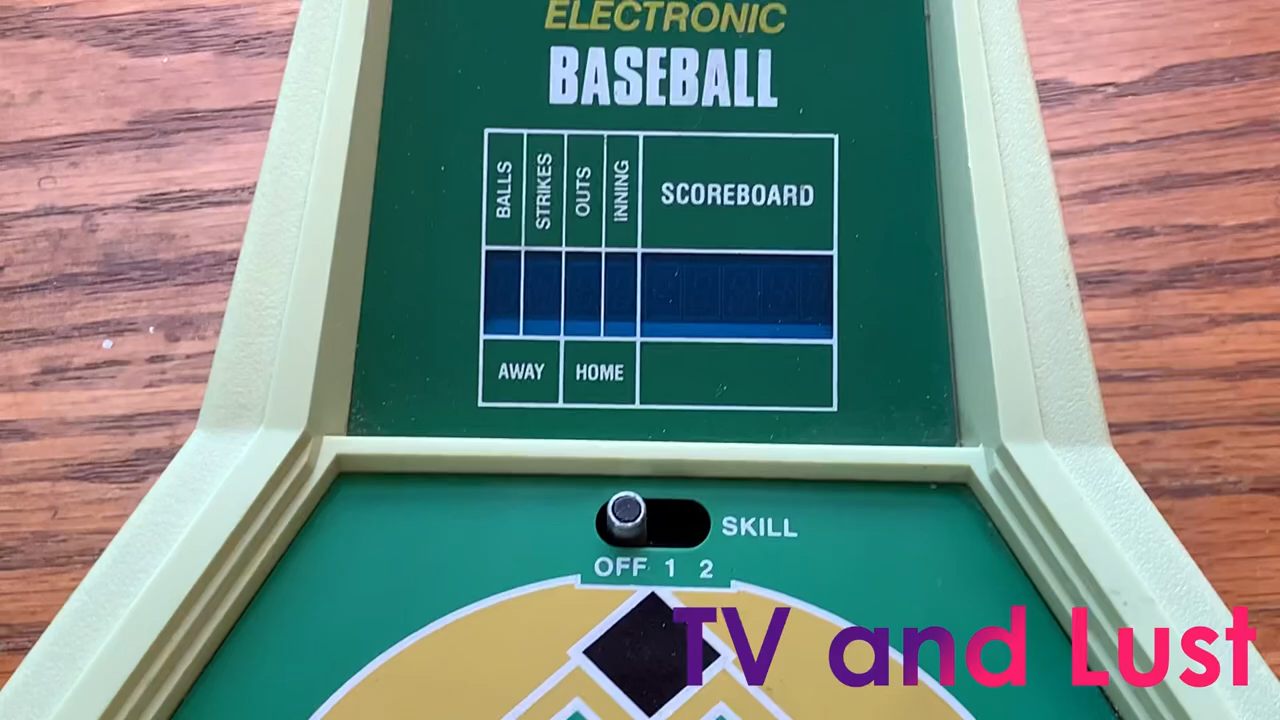 ELECTRONIC
BASEBALL
BALLS
STRIKES
OUTS
INNING
SCOREBOARD
AWAY HOME
SKILL
OFF 1 2
TV and Lust